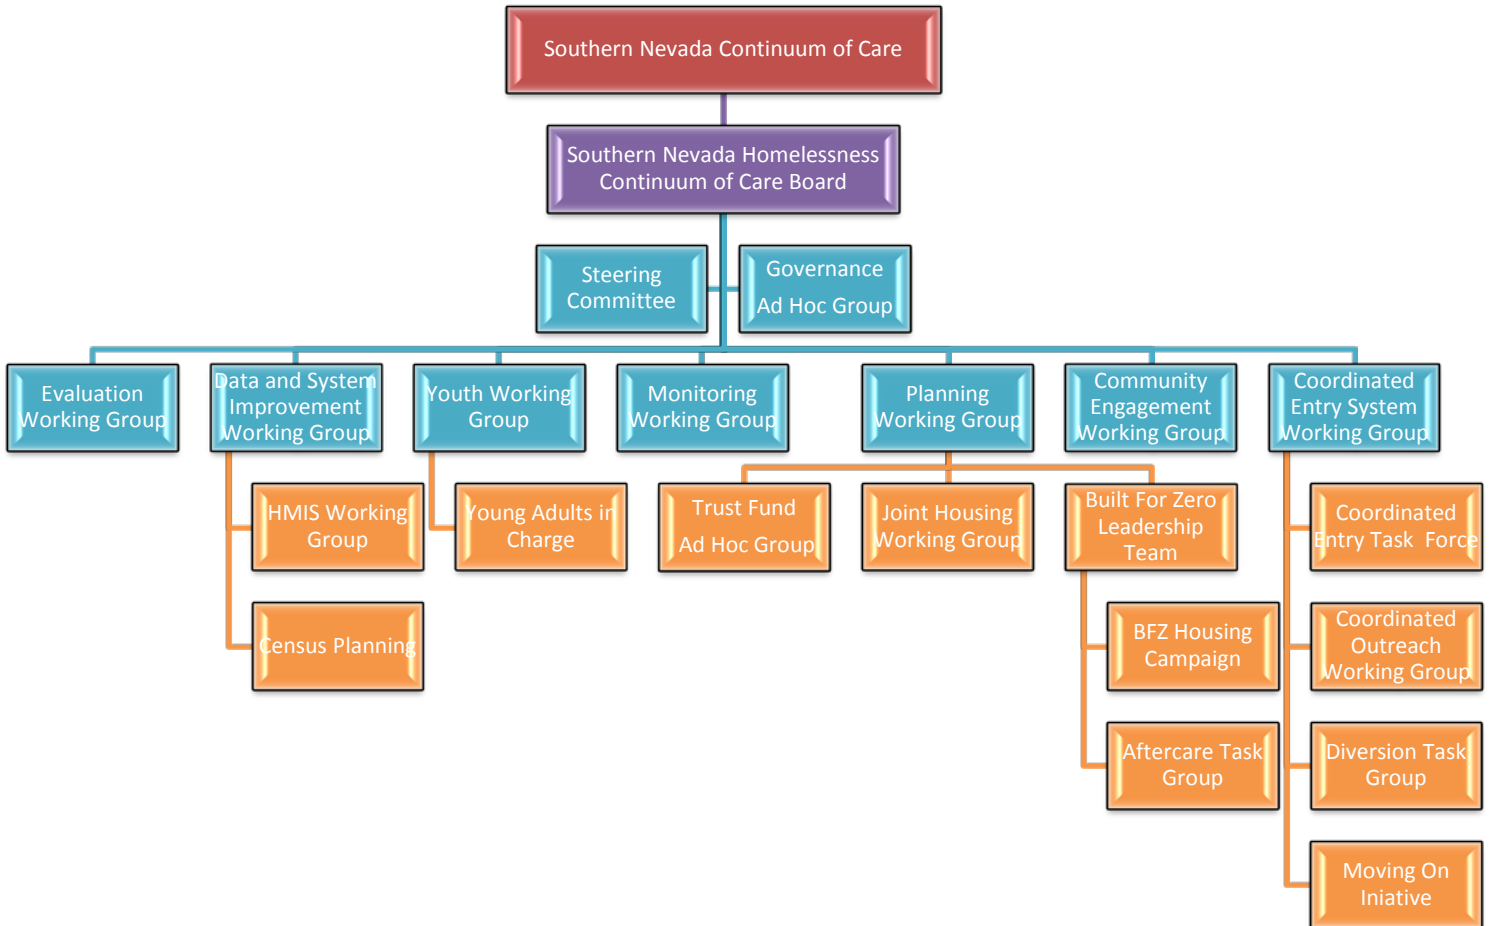 Southern Nevada Continuum of Care
Southern Nevada Homelessness
Continuum of Care Board
Steering
Committee
Governance
Ad Hoc Group
Evaluation
Working Group
Data and System
Improvement
Working Group
Youth Working
Group
Monitoring
Working Group
Planning
Working Group
Community
Engagement
Working Group
Coordinated
Entry System
Working Group
HMIS Working
Group
Young Adults in
Charge
Trust Fund
Ad Hoc Group
Joint Housing
Working Group
Built For Zero
Leadership
Team
Coordinated
Entry Task  Force
Census Planning
BFZ Housing
Campaign
Coordinated
Outreach
Working Group
Aftercare Task
Group
Diversion Task
Group
Moving On
Iniative